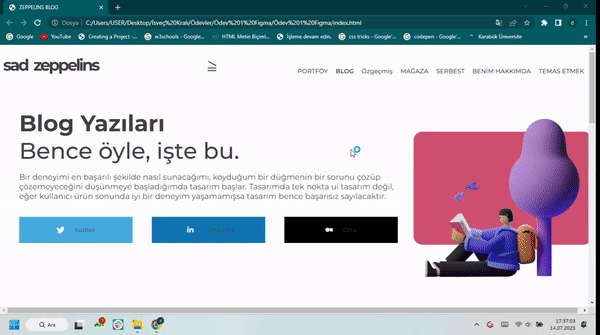 ZEPPELINS BLOG
Dosya | C:/Users/USER/Desktop/İsveç%20Kralı/Ödevler/Ödev%201%20Figma/Ödev%201%20Figma/index.html
Google YouTube Creating a Project -... w3schools - Google'... HTML Metin Biçiml... İşleme devam edin. css tricks - Google'... codepen - Google'... Karabük Üniversite
sad zeppelins
PORTFÖY BLOG Özgeçmiş MAĞAZA SERBEST BENİM HAKKIMDA TEMAS ETMEK
Blog Yazıları
Bence öyle, işte bu.
Bir deneyimi en başarılı şekilde nasıl sunacağımı, koyduğum bir düğmenin bir sorunu çözüp
çözemeyeceğini düşünmeye başladığımda tasarım başlar. Tasarımda tek nokta ui tasarım değil,
eğer kullanıcı ürün sonunda iyi bir deneyim yaşamamışsa tasarım bence başarısız sayılacaktır.
Twitter Linkedin Orta
Ara
17:37:03
14.07.2023